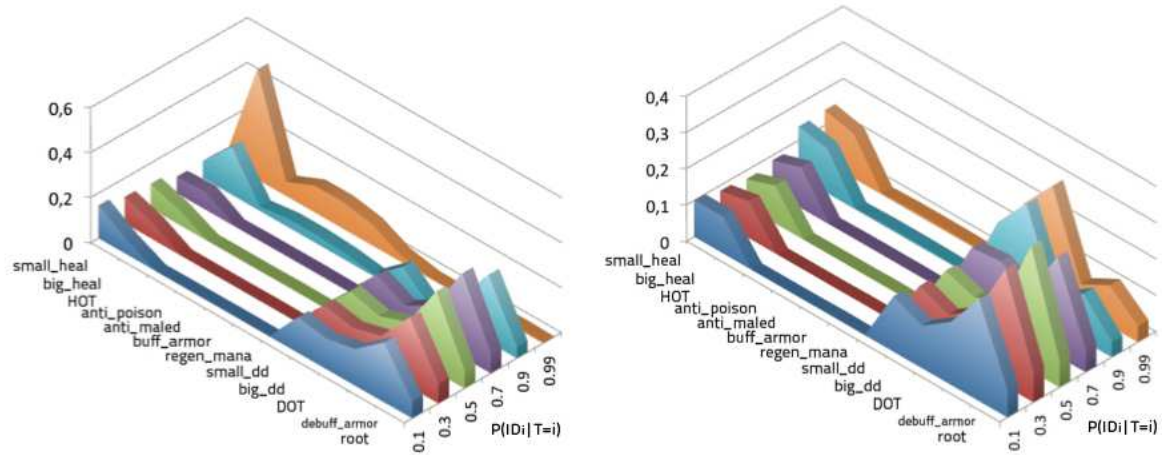 0,6
0,4
0,2
0
small_heal
big_heal
HOT
anti_poison
anti_maled
buff_armor
regen_mana
small_dd
big_dd
DOT
debuff_armor
root
0.1
0.3
0.5
0.7
0.9
0.99
P(IDi|T=i)
0,4
0,3
0,2
0,1
0
small_heal
big_heal
HOT
anti_poison
anti_maled
buff_armor
regen_mana
small_dd
big_dd
DOT
debuff_armor
root
0.1
0.3
0.5
0.7
0.9
0.99
P(IDi|T=i)